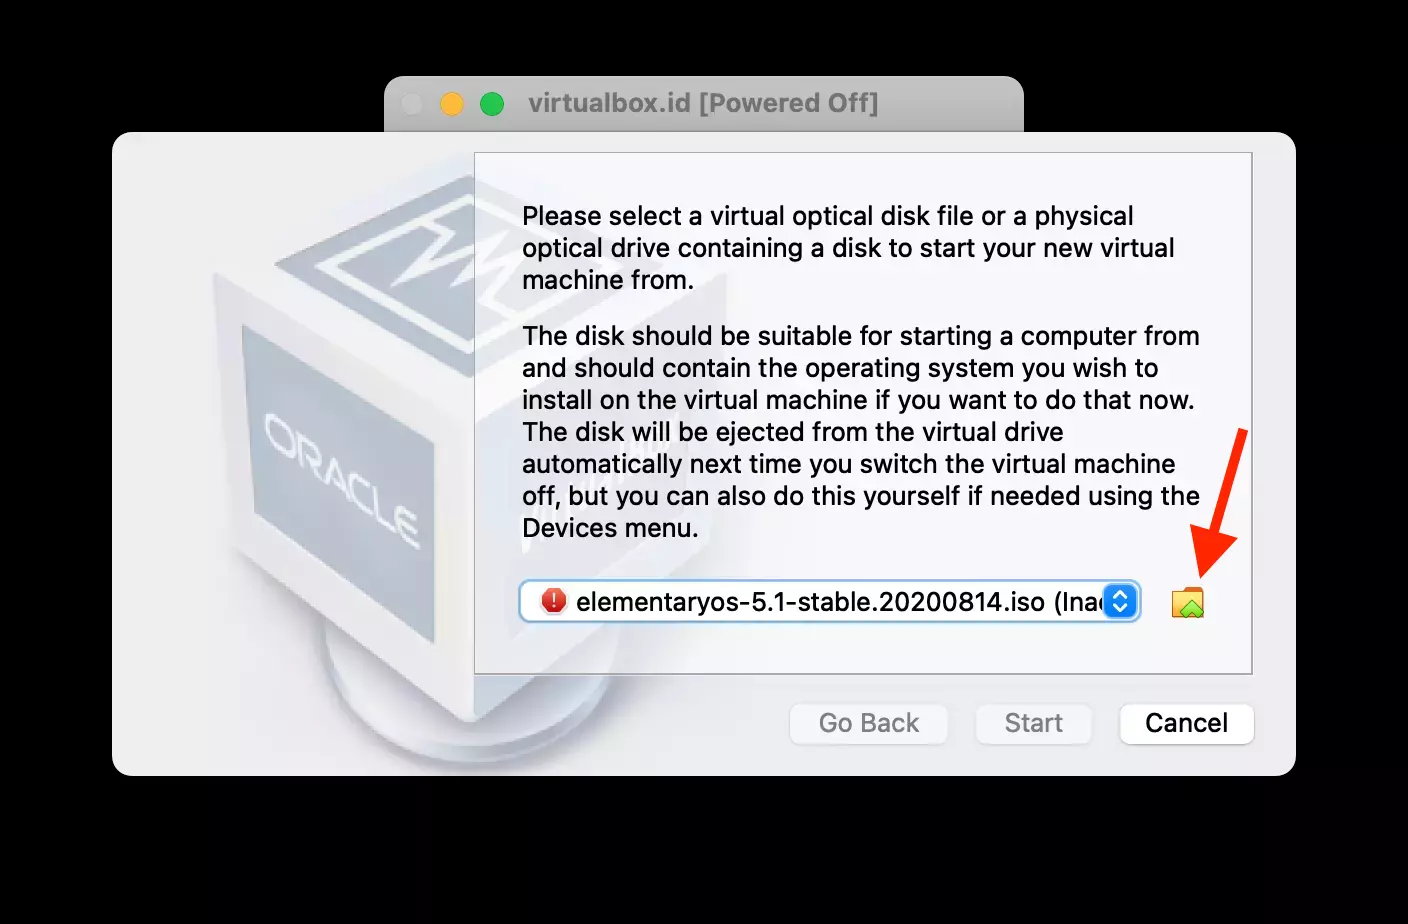 virtualbox.id [Powered Off]
Please select a virtual optical disk file or a physical
optical drive containing a disk to start your new virtual
machine from.
The disk should be suitable for starting a computer from
and should contain the operating system you wish to
install on the virtual machine if you want to do that now.
The disk will be ejected from the virtual drive
automatically next time you switch the virtual machine
off, but you can also do this yourself if needed using the
Devices menu.
ORACLE
elementaryos-5.1-stable.20200814.iso (Ina
Go Back
Start
Cancel